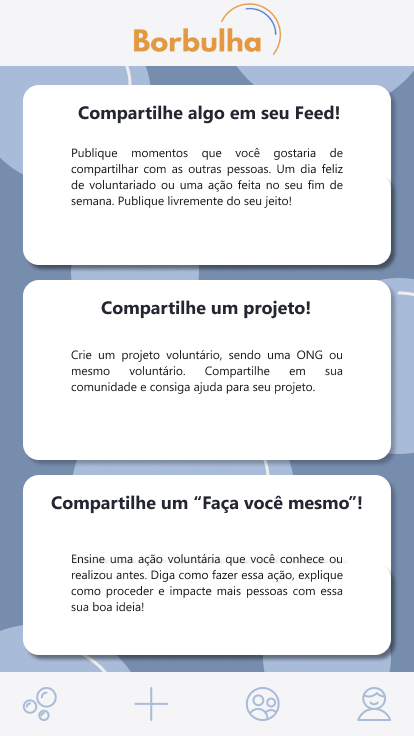 Borbulha
Compartilhe algo em seu Feed!
Publique momentos que você gostaria de
compartilhar com as outras pessoas. Um dia feliz
de voluntariado ou uma ação feita no seu fim de
semana. Publique livremente do seu jeito!
Compartilhe um projeto!
Crie um projeto voluntário, sendo uma ONG ou
mesmo voluntário. Compartilhe em sua
comunidade e consiga ajuda para seu projeto.
Compartilhe um “Faça você mesmo”!
Ensine uma ação voluntária que você conhece ou
realizou antes. Diga como fazer essa ação, explique
como proceder e impacte mais pessoas com essa
sua boa ideia!